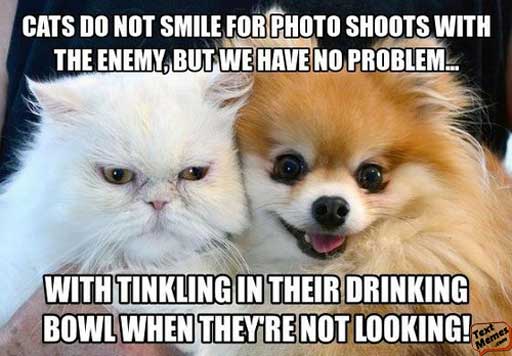 CATS DO NOT SMILE FOR PHOTO SHOOTS WITH
THE ENEMY, BUT WE HAVE NO PROBLEM...
WITH TINKLING IN THEIR DRINKING
BOWL WHEN THEY'RE NOT LOOKING!
Text
Memes
.com